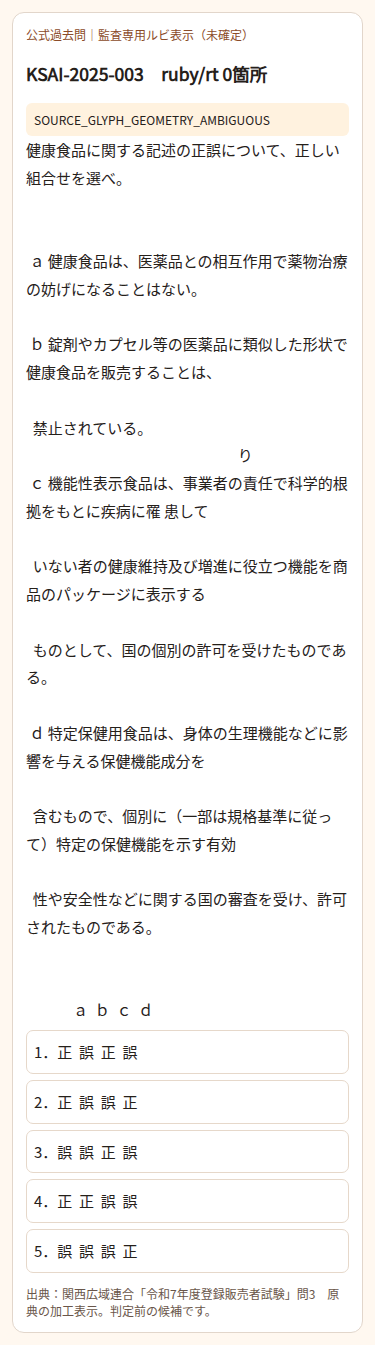 公式過去問｜監査専用ルビ表示（未確定）
KSAI-2025-003　ruby/rt 0箇所
SOURCE_GLYPH_GEOMETRY_AMBIGUOUS
健康食品に関する記述の正誤について、正しい
組合せを選べ。
ａ 健康食品は、医薬品との相互作用で薬物治療
の妨げになることはない。
ｂ 錠剤やカプセル等の医薬品に類似した形状で
健康食品を販売することは、
禁止されている。
り
ｃ 機能性表示食品は、事業者の責任で科学的根
拠をもとに疾病に罹 患して
いない者の健康維持及び増進に役立つ機能を商
品のパッケージに表示する
ものとして、国の個別の許可を受けたものであ
る。
ｄ 特定保健用食品は、身体の生理機能などに影
響を与える保健機能成分を
含むもので、個別に（一部は規格基準に従っ
て）特定の保健機能を示す有効
性や安全性などに関する国の審査を受け、許可
されたものである。
ａ ｂ ｃ ｄ
1．正 誤 正 誤
2．正 誤 誤 正
3．誤 誤 正 誤
4．正 正 誤 誤
5．誤 誤 誤 正
出典：関西広域連合「令和7年度登録販売者試験」問3　原
典の加工表示。判定前の候補です。